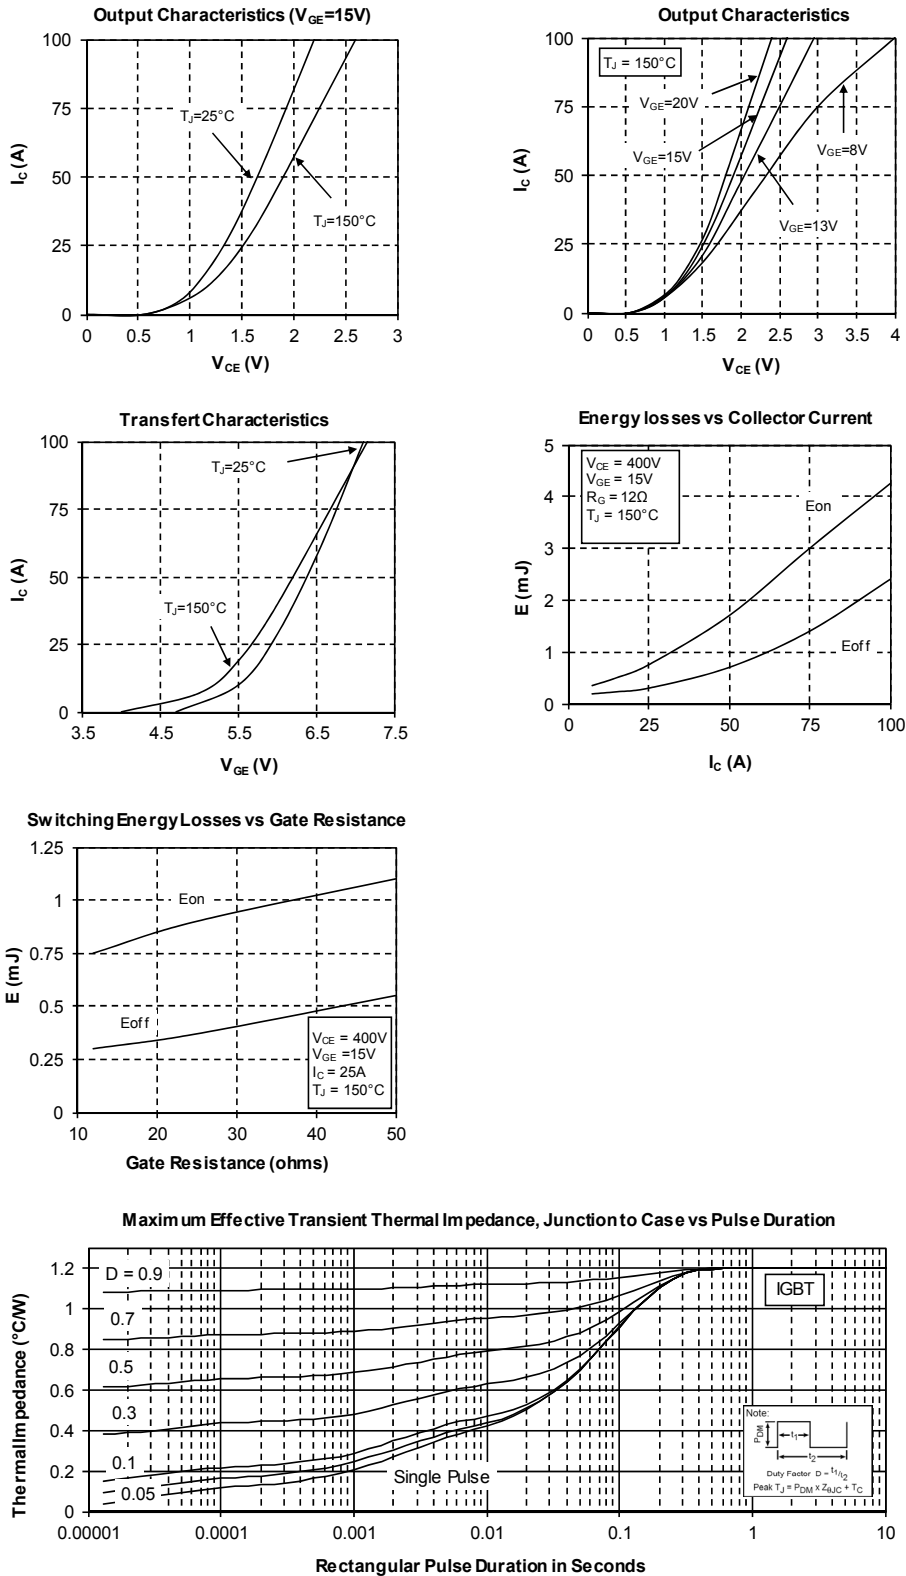 Output Characteristics (VGE=15V)
100
75
50
25
0
IC (A)
TJ=25°C
TJ=150°C
0 0.5 1 1.5 2 2.5 3
VCE (V)
Output Characteristics
100
75
50
25
0
IC (A)
TJ = 150°C
VGE=20V
VGE=15V
VGE=8V
VGE=13V
0 0.5 1 1.5 2 2.5 3 3.5 4
VCE (V)
Transfert Characteristics
100
75
50
25
0
IC (A)
TJ=25°C
TJ=150°C
3.5 4.5 5.5 6.5 7.5
VGE (V)
Energy losses vs Collector Current
5
4
3
2
1
0
E (mJ)
VCE = 400V
VGE = 15V
RG = 12Ω
TJ = 150°C
Eon
Eoff
0 25 50 75 100
IC (A)
Switching Energy Losses vs Gate Resistance
1.25
1
0.75
0.5
0.25
0
E (mJ)
Eon
Eoff
VCE = 400V
VGE =15V
IC = 25A
TJ = 150°C
10 20 30 40 50
Gate Resistance (ohms)
Maximum Effective Transient Thermal Impedance, Junction to Case vs Pulse Duration
1.2
1
0.8
0.6
0.4
0.2
0
Thermal Impedance (°C/W)
D = 0.9
0.7
0.5
0.3
0.1
0.05
Single Pulse
IGBT
Note:
PDM
t1
t2
Duty Factor D = t1/t2
Peak TJ = PDM x ZθJC + TC
0.00001 0.0001 0.001 0.01 0.1 1 10
Rectangular Pulse Duration in Seconds